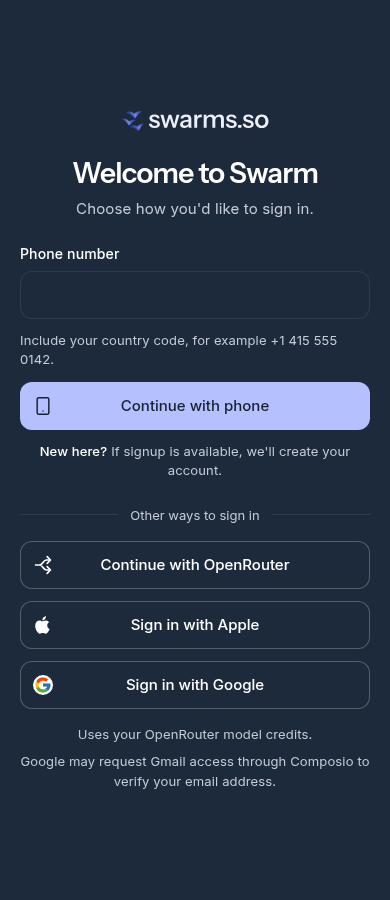 swarms.so
Welcome to Swarm
Choose how you'd like to sign in.
Phone number
Include your country code, for example +1 415 555
0142.
Continue with phone
New here? If signup is available, we'll create your
account.
Other ways to sign in
Continue with OpenRouter
Sign in with Apple
Sign in with Google
Uses your OpenRouter model credits.
Google may request Gmail access through Composio to
verify your email address.